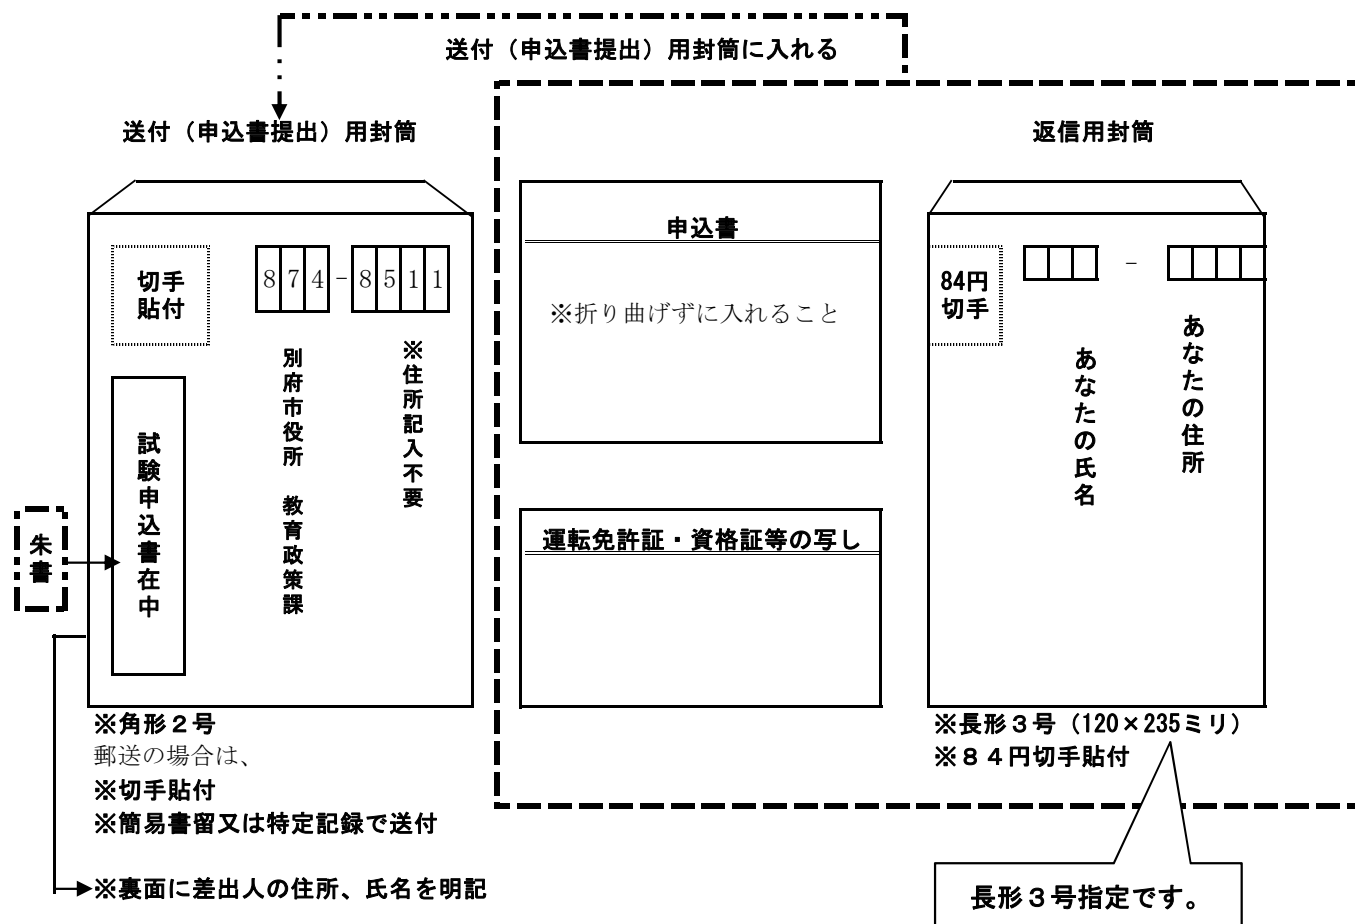 送付（申込書提出）用封筒に入れる
送付（申込書提出）用封筒
切手
貼付
874-8511
※住所記入不要
別府市役所　教育政策課
試験申込書在中
朱書
※角形２号
郵送の場合は、
※切手貼付
※簡易書留又は特定記録で送付
※裏面に差出人の住所、氏名を明記
申込書
※折り曲げずに入れること
運転免許証・資格証等の写し
返信用封筒
84円
切手
-
あなたの住所
あなたの氏名
※長形３号（120×235ミリ）
※８４円切手貼付
長形３号指定です。